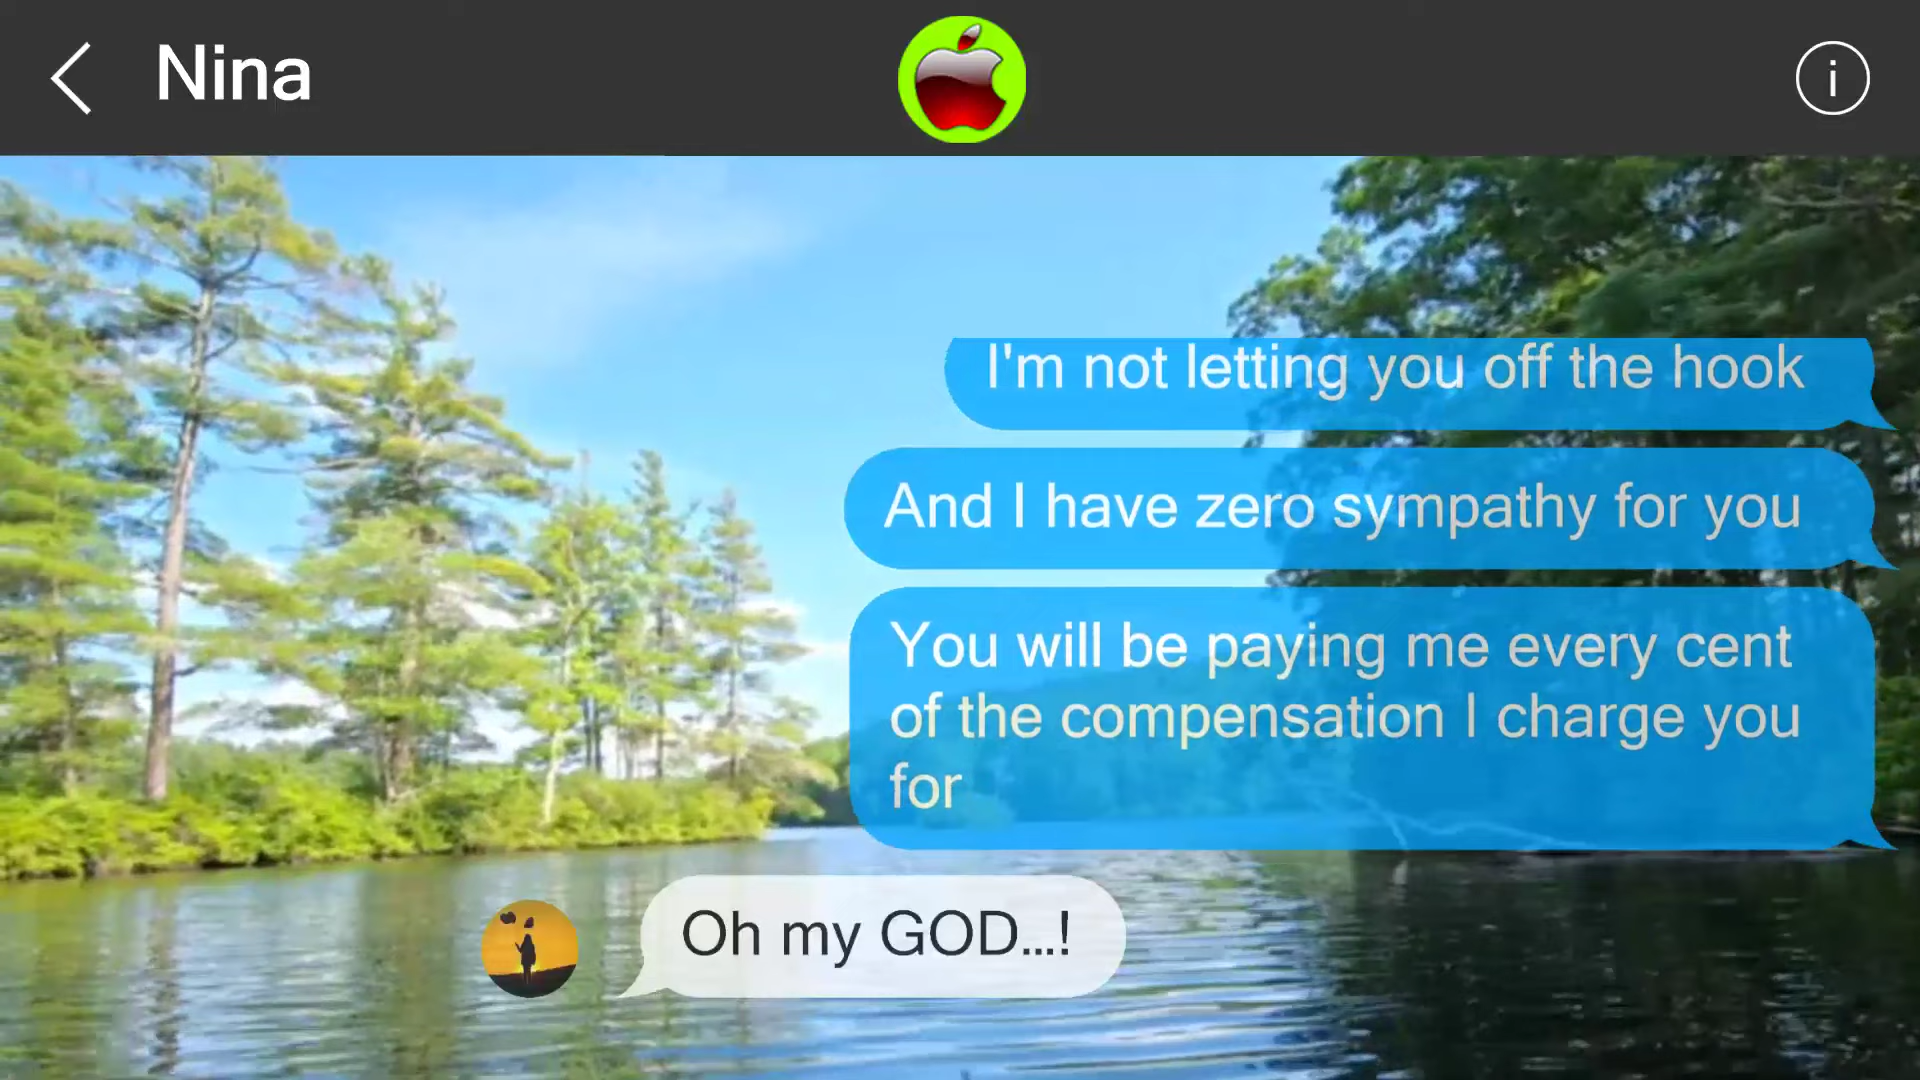 Nina
i
I'm not letting you off the hook
And I have zero sympathy for you
You will be paying me every cent
of the compensation I charge you
for
Oh my GOD...!